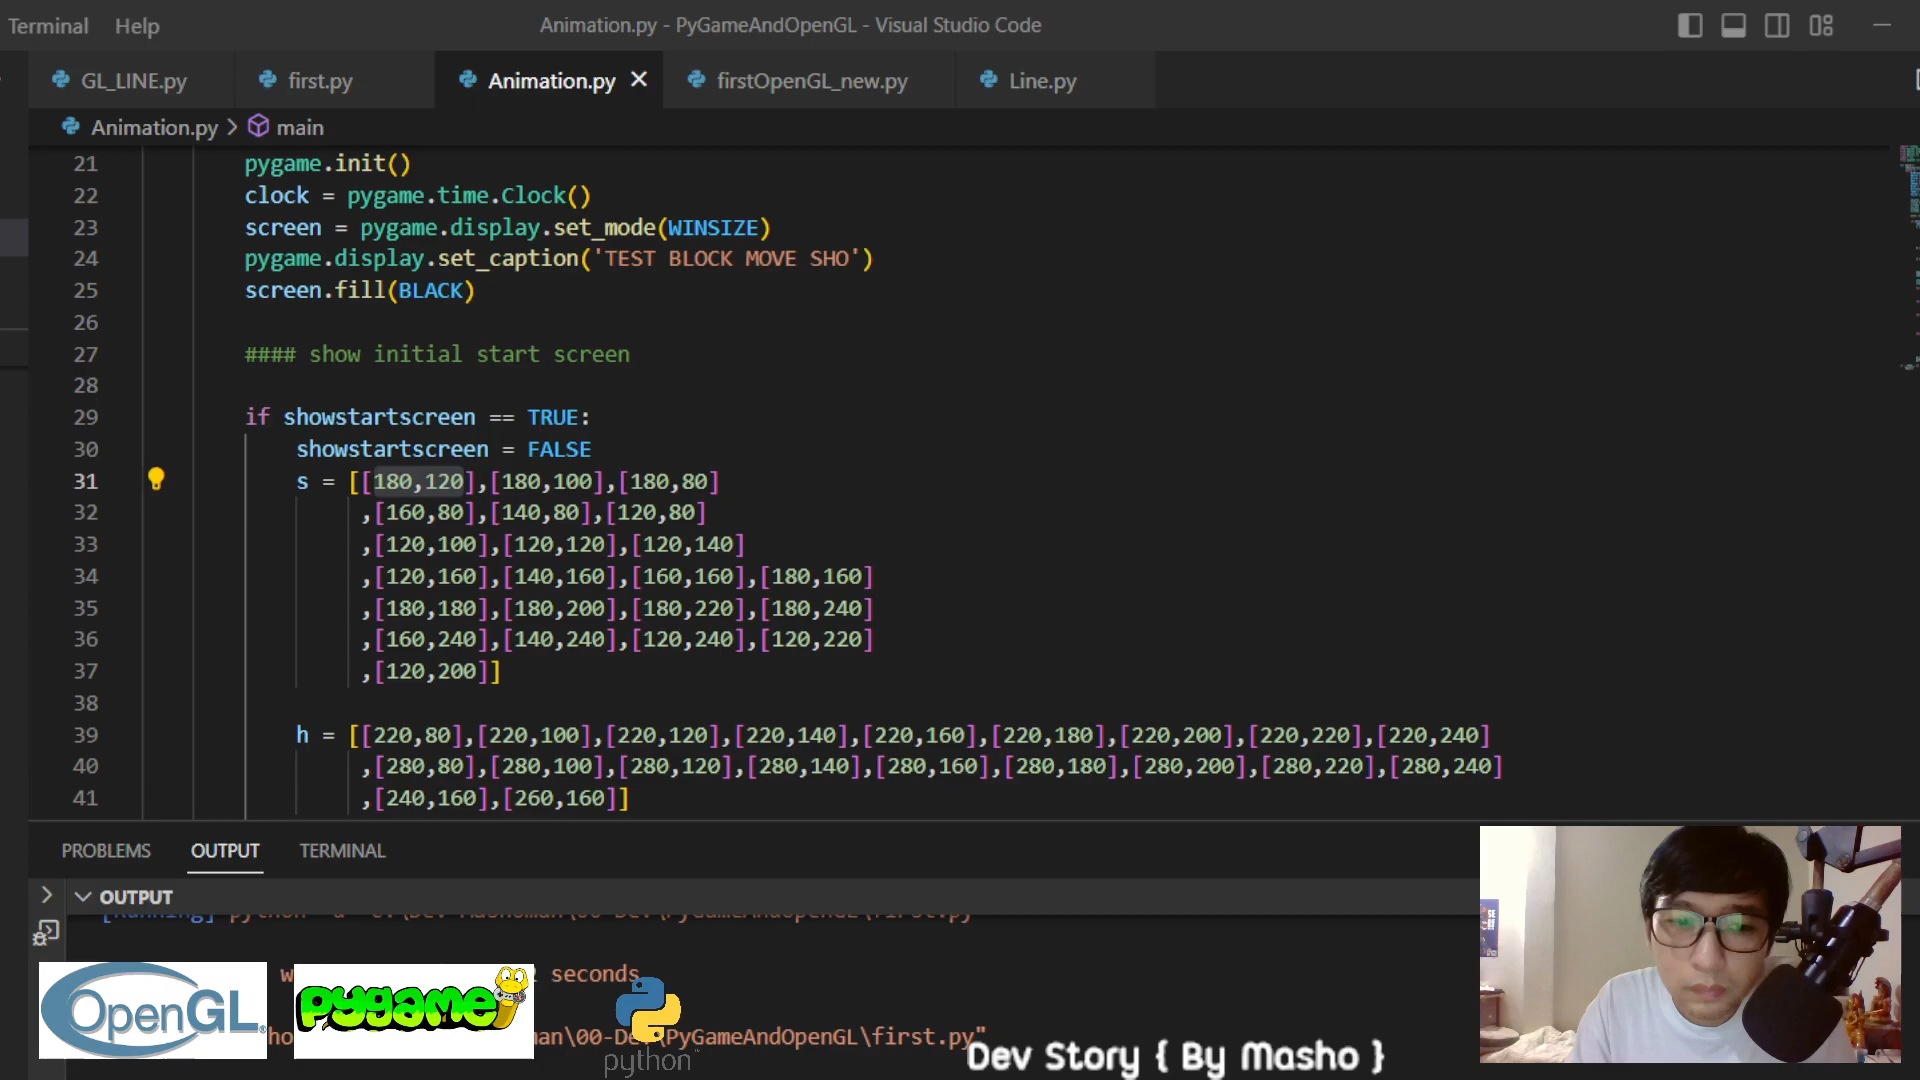 Terminal Help Animation.py - PyGameAndOpenGL - Visual Studio Code
GL_LINE.py first.py Animation.py firstOpenGL_new.py Line.py
Animation.py > main
21 pygame.init()
22 clock = pygame.time.Clock()
23 screen = pygame.display.set_mode(WINSIZE)
24 pygame.display.set_caption('TEST BLOCK MOVE SHO')
25 screen.fill(BLACK)
26
27 #### show initial start screen
28
29 if showstartscreen == TRUE:
30 showstartscreen = FALSE
31 s = [[180,120],[180,100],[180,80]
32 ,[160,80],[140,80],[120,80]
33 ,[120,100],[120,120],[120,140]
34 ,[120,160],[140,160],[160,160],[180,160]
35 ,[180,180],[180,200],[180,220],[180,240]
36 ,[160,240],[140,240],[120,240],[120,220]
37 ,[120,200]]
38
39 h = [[220,80],[220,100],[220,120],[220,140],[220,160],[220,180],[220,200],[220,220],[220,240]
40 ,[280,80],[280,100],[280,120],[280,140],[280,160],[280,180],[280,200],[280,220],[280,240]
41 ,[240,160],[260,160]]
PROBLEMS OUTPUT TERMINAL
OUTPUT
[Running] python
seconds
OpenGL
pygame
python
\00-Dev\PyGameAndOpenGL\first.py"
Dev Story { By Masho }